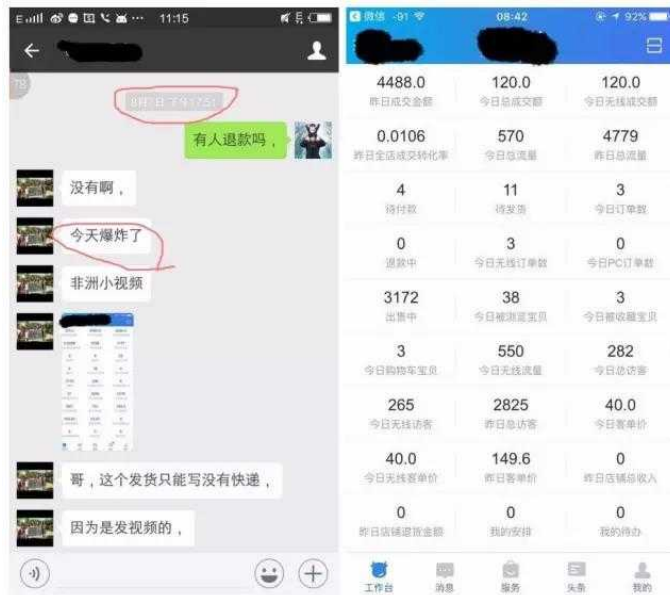 11:15
8月7日 下午17:51
有人退款吗，
没有啊，
今天爆炸了
非洲小视频
哥，这个发货只能写没有快递，
因为是发视频的，
微信 -91
08:42
92%
4488.0
120.0
120.0
昨日成交金额
今日总成交额
今日无线成交额
0.0106
570
4779
昨日全店成交转化率
今日总流量
昨日总流量
4
11
3
待付款
待发货
今日订单数
0
3
0
退款中
今日无线订单数
今日PC订单数
3172
38
3
出售中
今日被浏览宝贝
今日被收藏宝贝
3
550
282
今日购物车宝贝
今日无线流量
今日总访客
265
2825
40.0
今日无线访客
昨日总访客
今日客单价
40.0
149.6
0
今日无线客单价
昨日客单价
昨日店铺总收入
0
0
0
昨日店铺退货金额
我的安排
我的待办
工作台
消息
服务
头条
我的